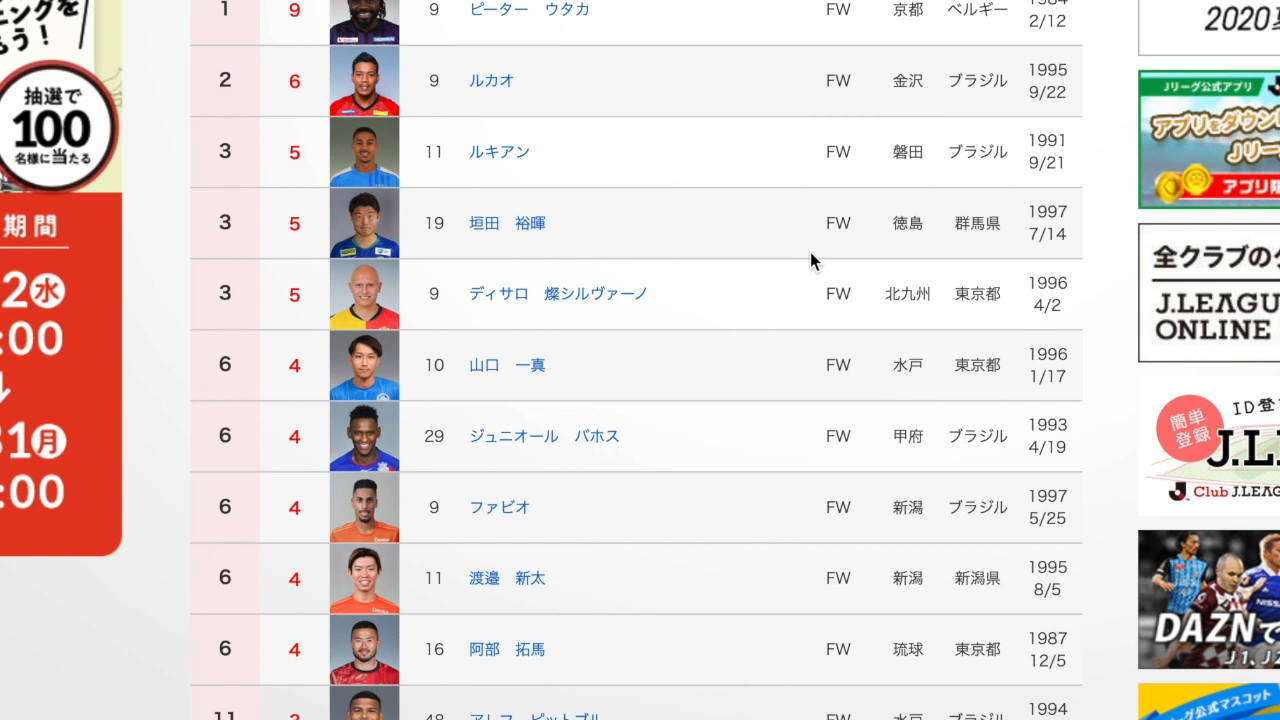 ングを
う!
抽選で
100
名様に当たる
期間
2水
:00
31月
:00
1 9 9 ピーター ウタカ FW 京都 ベルギー
2/12
2 6 9 ルカオ FW 金沢 ブラジル 1995
9/22
3 5 11 ルキアン FW 磐田 ブラジル 1991
9/21
3 5 19 垣田 裕暉 FW 徳島 群馬県 1997
7/14
3 5 9 ディサロ 燦シルヴァーノ FW 北九州 東京都 1996
4/2
6 4 10 山口 一真 FW 水戸 東京都 1996
1/17
6 4 29 ジュニオール バホス FW 甲府 ブラジル 1995
4/19
6 4 9 ファビオ FW 新潟 ブラジル 1997
5/25
6 4 11 渡邉 新太 FW 新潟 新潟県 1995
8/5
6 4 16 阿部 拓馬 FW 琉球 東京都 1987
12/5
2020
Jリーグ公式アプリ
アプリをダウン
Jリー
アプリ
全クラブの
J.LEAGU
ONLINE
簡単
登録
ID登
J.L
Club J.LEA
DAZNで
J1、J2
グ公式マスコット